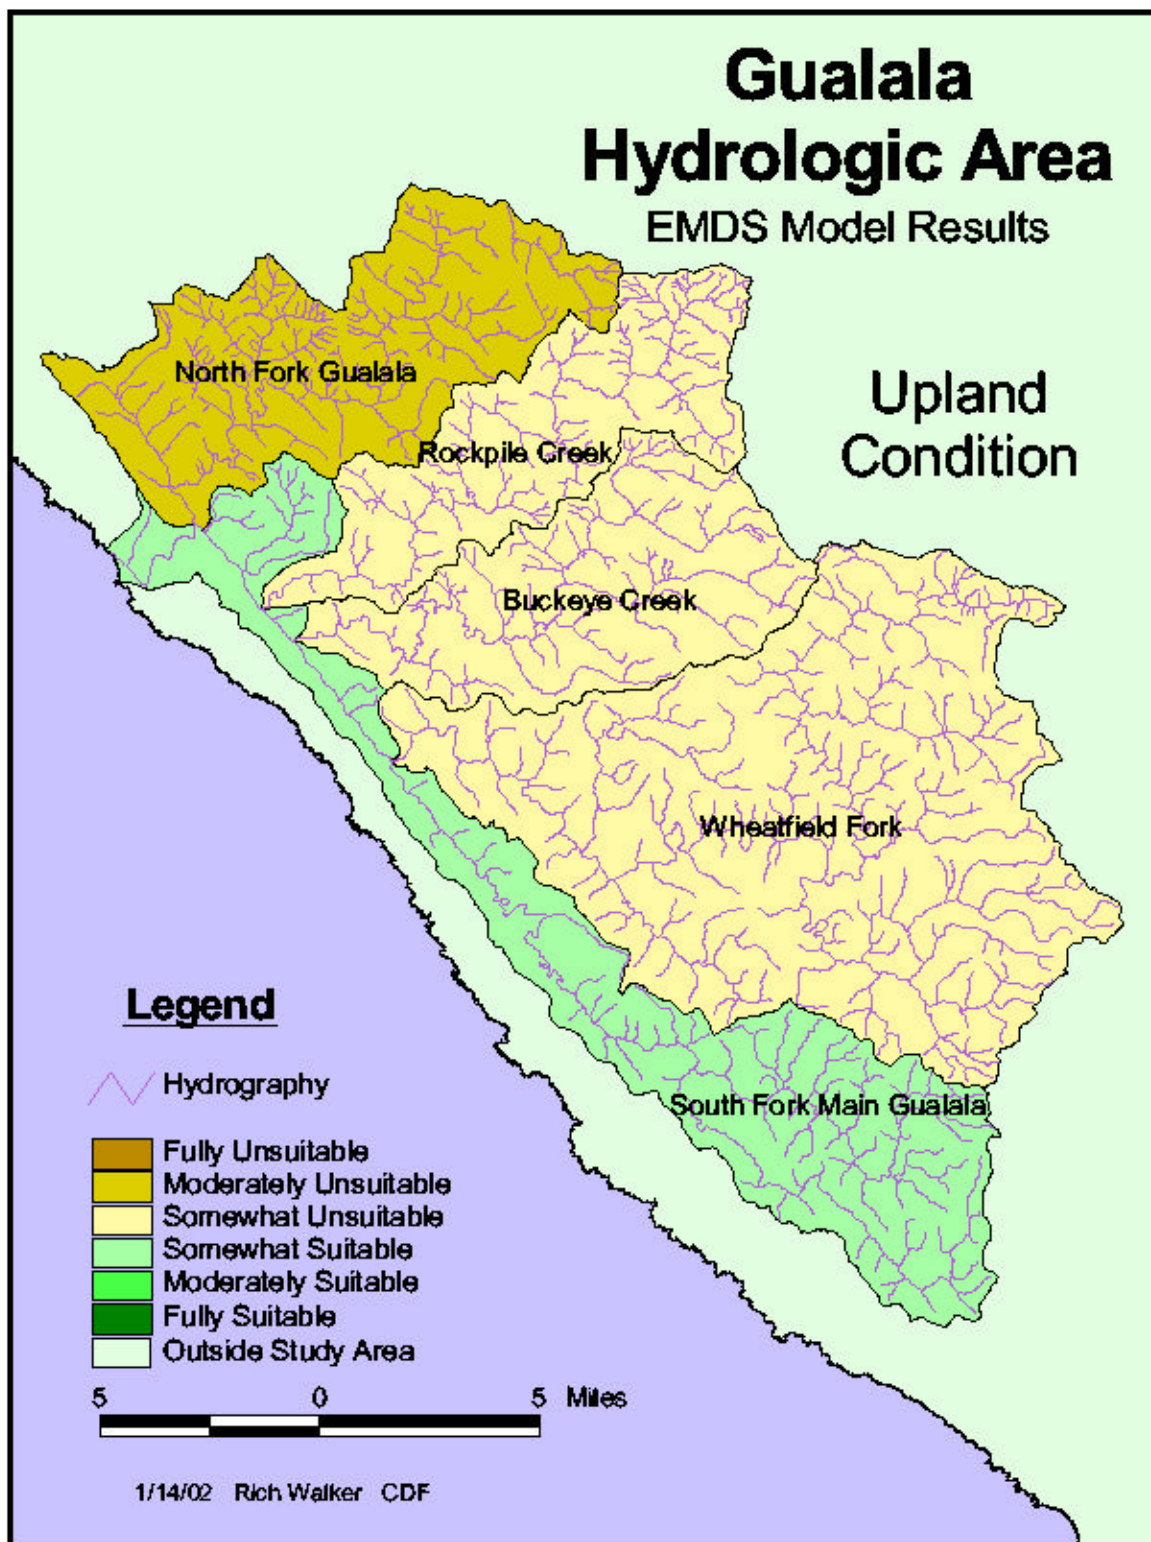 Gualala
Hydrologic Area
EMDS Model Results
Upland
Condition
North Fork Gualala
Rockpile Creek
Buckeye Creek
Wheatfield Fork
South Fork Main Gualala
Legend
Hydrography
Fully Unsuitable
Moderately Unsuitable
Somewhat Unsuitable
Somewhat Suitable
Moderately Suitable
Fully Suitable
Outside Study Area
5 0 5 Miles
1/14/02 Rich Walker CDF